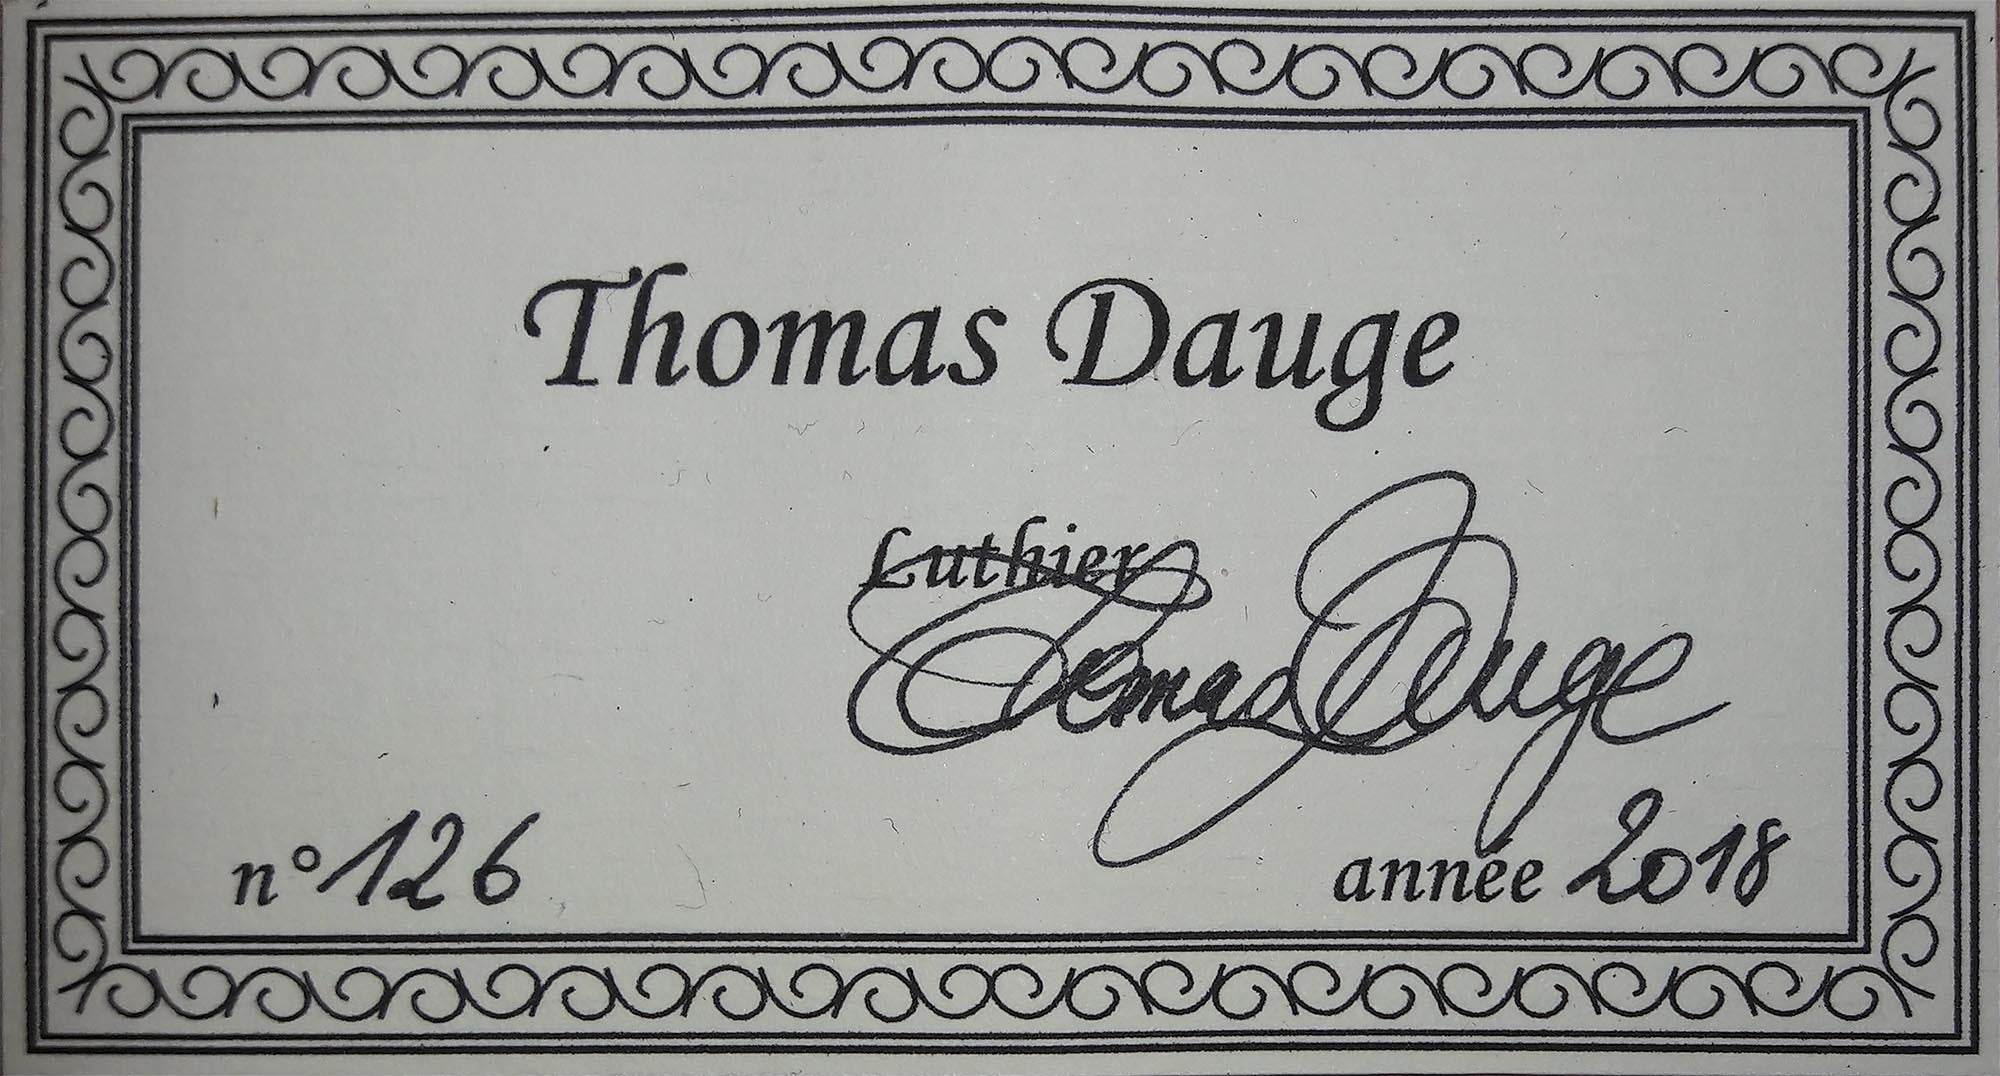 Thomas Dauge
Luthier
Thomas Dauge
n° 126
année 2018